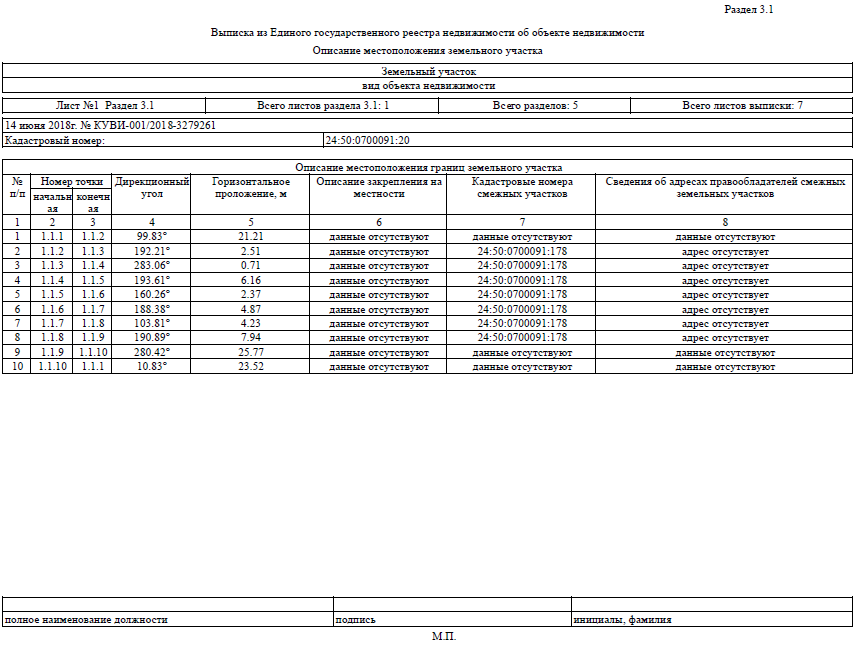 Раздел 3.1
Выписка из Единого государственного реестра недвижимости об объекте недвижимости
Описание местоположения земельного участка
Земельный участок
вид объекта недвижимости
Лист №1 Раздел 3.1 Всего листов раздела 3.1: 1 Всего разделов: 5 Всего листов выписки: 7
14 июня 2018г. № КУВИ-001/2018-3279261
Кадастровый номер: 24:50:0700091:20
Описание местоположения границ земельного участка
№ Номер точки Дирекционный Горизонтальное Описание закрепления на Кадастровые номера Сведения об адресах правообладателей смежных
п/п начальн конечн угол проложение, м местности смежных участков земельных участков
ая ая
1 2 3 4 5 6 7 8
1 1.1.1 1.1.2 99.83° 21.21 данные отсутствуют данные отсутствуют данные отсутствуют
2 1.1.2 1.1.3 192.21° 2.51 данные отсутствуют 24:50:0700091:178 адрес отсутствует
3 1.1.3 1.1.4 283.06° 0.71 данные отсутствуют 24:50:0700091:178 адрес отсутствует
4 1.1.4 1.1.5 193.61° 6.16 данные отсутствуют 24:50:0700091:178 адрес отсутствует
5 1.1.5 1.1.6 160.26° 2.37 данные отсутствуют 24:50:0700091:178 адрес отсутствует
6 1.1.6 1.1.7 188.38° 4.87 данные отсутствуют 24:50:0700091:178 адрес отсутствует
7 1.1.7 1.1.8 103.81° 4.23 данные отсутствуют 24:50:0700091:178 адрес отсутствует
8 1.1.8 1.1.9 190.89° 7.94 данные отсутствуют 24:50:0700091:178 адрес отсутствует
9 1.1.9 1.1.10 280.42° 25.77 данные отсутствуют данные отсутствуют данные отсутствуют
10 1.1.10 1.1.1 10.83° 23.52 данные отсутствуют данные отсутствуют данные отсутствуют
полное наименование должности подпись инициалы, фамилия
М.П.